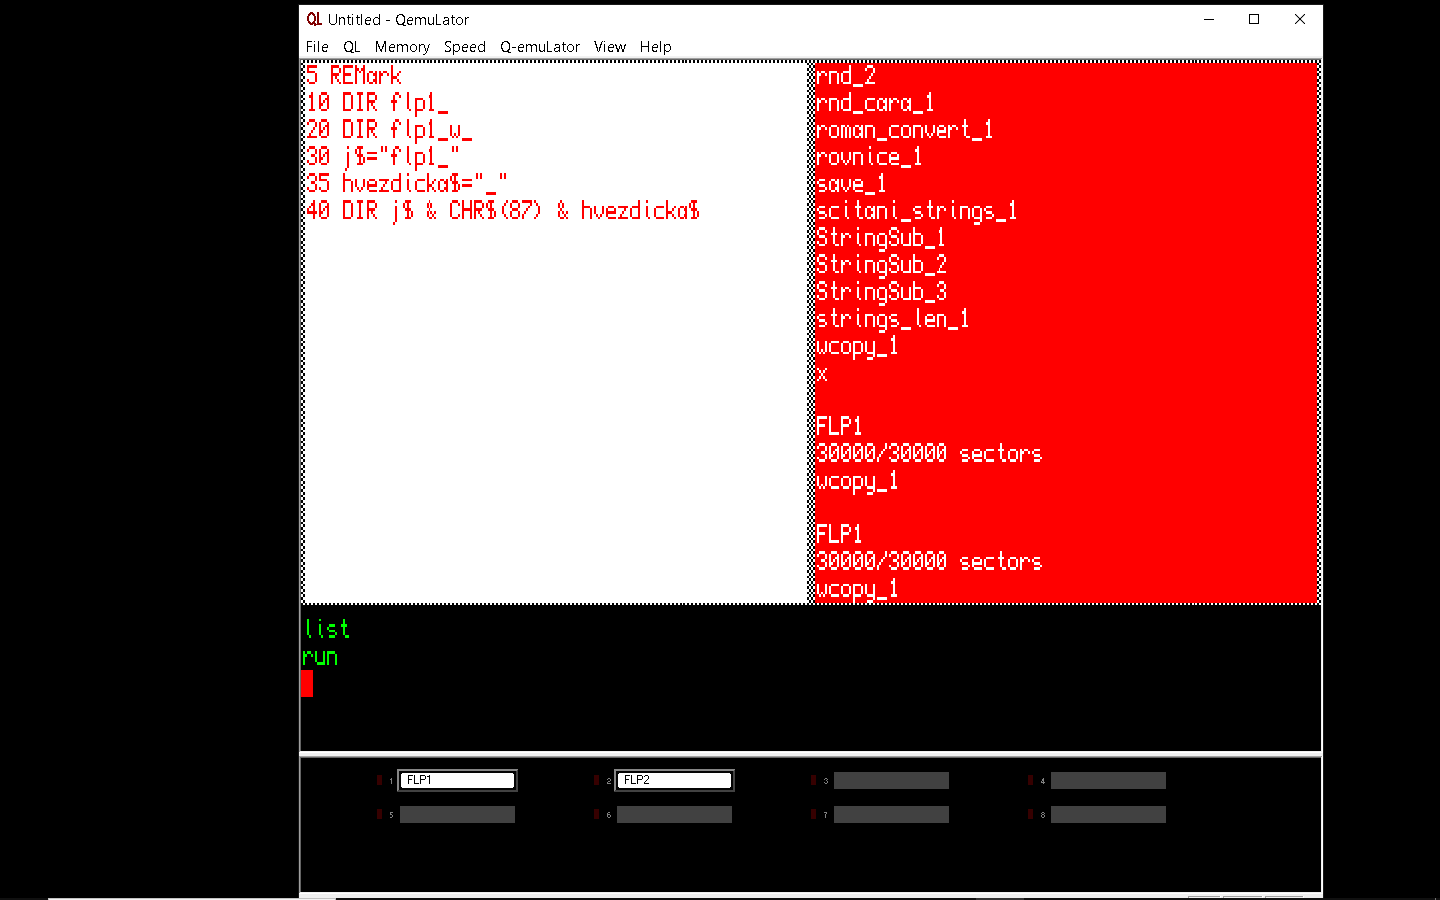 QL Untitled - QemuLator
File QL Memory Speed Q-emuLator View Help
5 REMark
10 DIR flp1_
20 DIR flp1_w_
30 j$="flp1_"
35 hvezdicka$="_"
40 DIR j$ & CHR$(87) & hvezdicka$
rnd_2
rnd_cara_1
roman_convert_1
rovnice_1
save_1
scitani_strings_1
StringSub_1
StringSub_2
StringSub_3
strings_len_1
wcopy_1
x
FLP1
30000/30000 sectors
wcopy_1
FLP1
30000/30000 sectors
wcopy_1
list
run
1 FLP1 2 FLP2 3 4
5 6 7 8